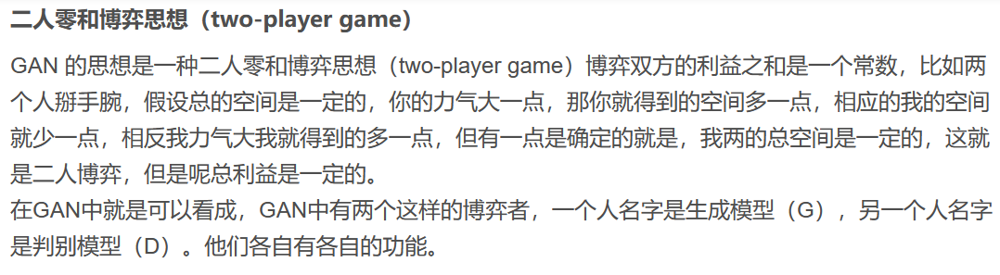 二人零和博弈思想（two-player game）
GAN 的思想是一种二人零和博弈思想（two-player game）博弈双方的利益之和是一个常数，比如两
个人掰手腕，假设总的空间是一定的，你的力气大一点，那你就得到的空间多一点，相应的我的空间
就少一点，相反我力气大我就得到的多一点，但有一点是确定的就是，我两的总空间是一定的，这就
是二人博弈，但是呢总利益是一定的。
在GAN中就是可以看成，GAN中有两个这样的博弈者，一个人名字是生成模型（G），另一个人名字
是判别模型（D）。他们各自有各自的功能。